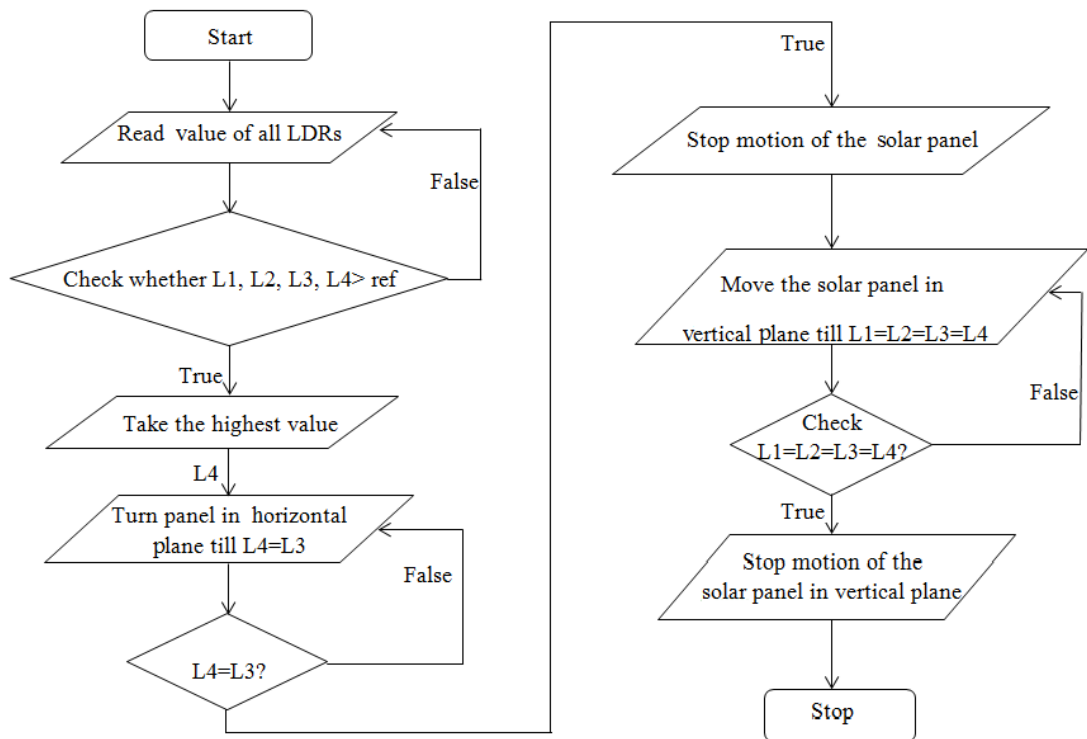 Start
Read value of all LDRs
False
Check whether L1, L2, L3, L4> ref
True
Take the highest value
L4
Turn panel in horizontal
plane till L4=L3
False
L4=L3?
True
Stop motion of the solar panel
Move the solar panel in
vertical plane till L1=L2=L3=L4
False
Check
L1=L2=L3=L4?
True
Stop motion of the
solar panel in vertical plane
Stop